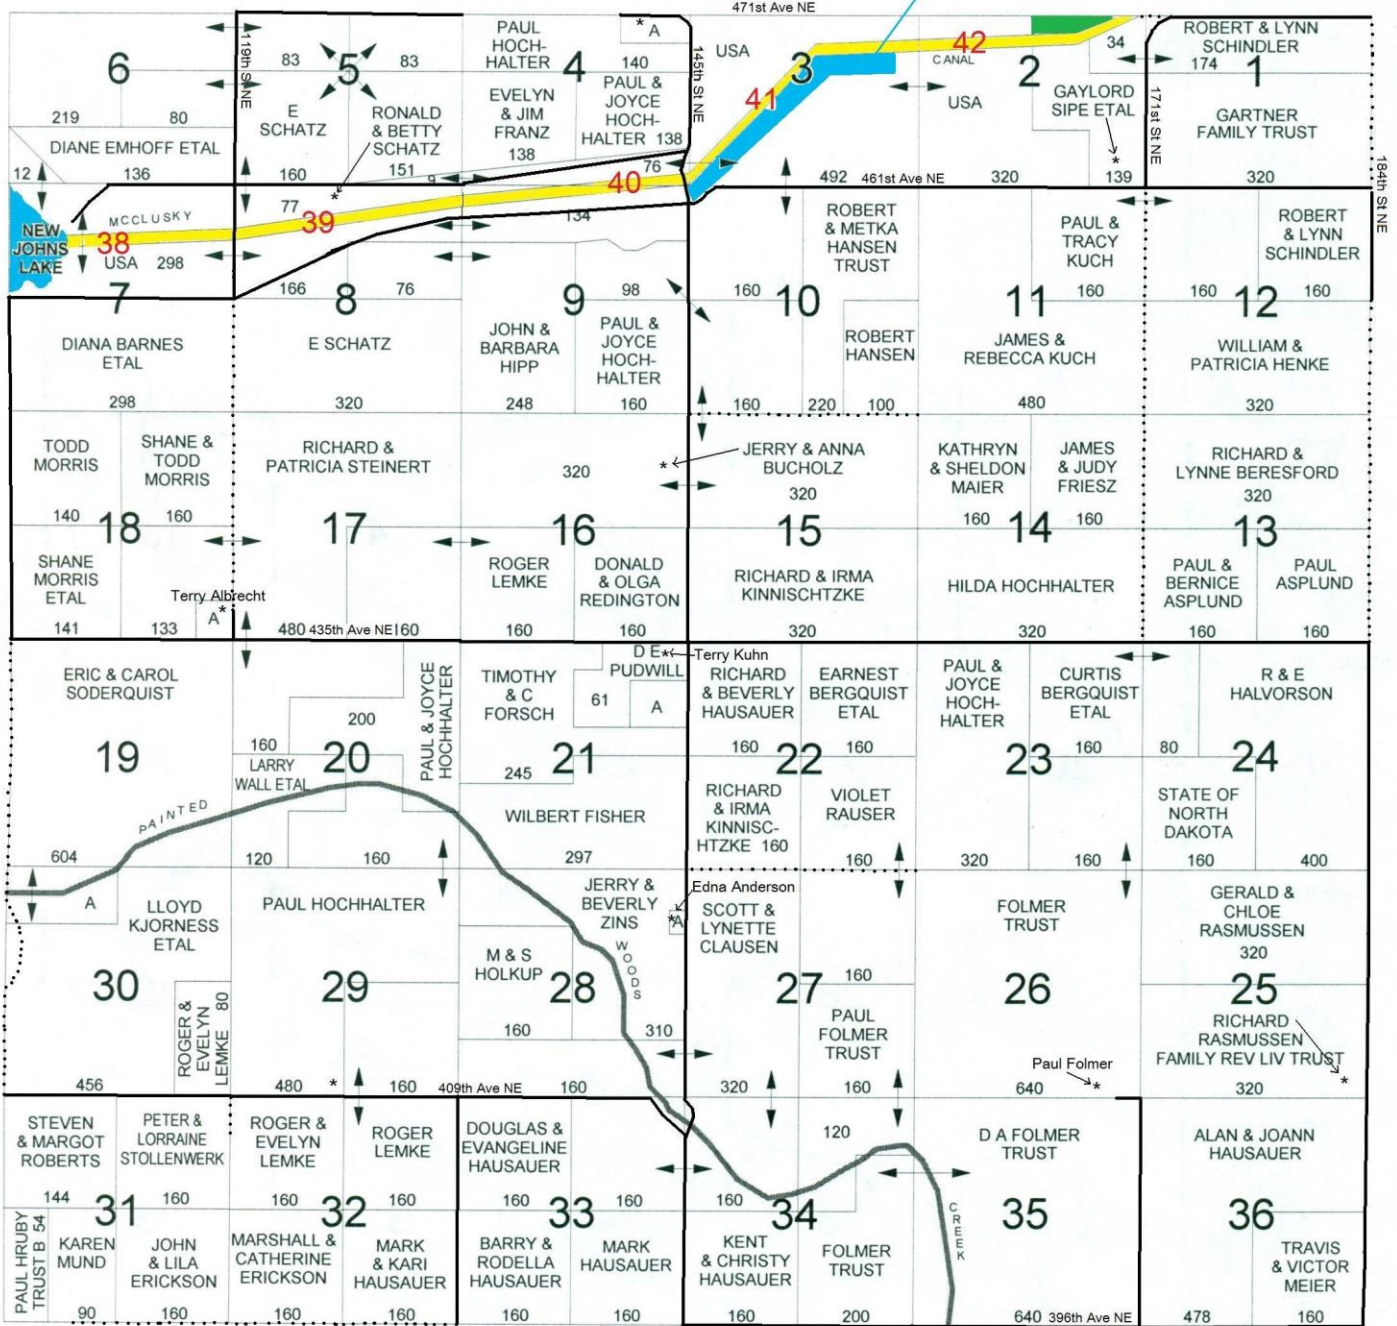 471st Ave NE
6
119th St NE
83
5
83
PAUL
HOCH-
HALTER
4
* A
140
145th St NE
USA
3
42
CANAL
2
34
ROBERT & LYNN
SCHINDLER
174
1
219
80
E
SCHATZ
RONALD
& BETTY
SCHATZ
EVELYN
& JIM
FRANZ
PAUL &
JOYCE
HOCH-
HALTER
138
41
USA
GAYLORD
SIPE ETAL
*
171st St NE
GARTNER
FAMILY TRUST
184th St NE
DIANE EMHOFF ETAL
12
136
160
151
9
138
76
492
461st Ave NE
320
139
320
NEW
JOHNS
LAKE
MCCLUSKY
38
USA
298
7
77
*
39
40
134
166
8
76
9
98
ROBERT
& METKA
HANSEN
TRUST
160
10
PAUL &
TRACY
KUCH
11
160
ROBERT
& LYNN
SCHINDLER
160
12
160
DIANA BARNES
ETAL
298
E SCHATZ
320
JOHN &
BARBARA
HIPP
248
PAUL &
JOYCE
HOCH-
HALTER
160
ROBERT
HANSEN
160
220
100
JAMES &
REBECCA KUCH
480
WILLIAM &
PATRICIA HENKE
320
TODD
MORRIS
140
SHANE &
TODD
MORRIS
160
18
RICHARD &
PATRICIA STEINERT
17
320
*
16
JERRY & ANNA
BUCHOLZ
320
15
KATHRYN
& SHELDON
MAIER
160
JAMES
& JUDY
FRIESZ
160
14
RICHARD &
LYNNE BERESFORD
320
13
SHANE
MORRIS
ETAL
141
Terry Albrecht
A*
133
480
435th Ave NE
160
ROGER
LEMKE
160
DONALD
& OLGA
REDINGTON
160
RICHARD & IRMA
KINNISCHTZKE
320
HILDA HOCHHALTER
320
PAUL &
BERNICE
ASPLUND
160
PAUL
ASPLUND
160
ERIC & CAROL
SODERQUIST
19
604
200
160
20
LARRY
WALL ETAL
PAUL & JOYCE
HOCHHALTER
120
160
TIMOTHY
& C
FORSCH
245
D E
PUDWILL
*
Terry Kuhn
61
A
21
WILBERT FISHER
297
RICHARD
& BEVERLY
HAUSAUER
160
EARNEST
BERGQUIST
ETAL
160
22
RICHARD
& IRMA
KINNISC-
HTZKE 160
VIOLET
RAUSER
160
PAUL &
JOYCE
HOCH-
HALTER
320
CURTIS
BERGQUIST
ETAL
160
23
160
R & E
HALVORSON
80
24
STATE OF
NORTH
DAKOTA
160
400
PAINTED
A
LLOYD
KJORNESS
ETAL
30
ROGER &
EVELYN
LEMKE 80
456
PAUL HOCHHALTER
29
480
*
160
JERRY &
BEVERLY
ZINS
*A
Edna Anderson
M & S
HOLKUP
160
28
WOODS
310
409th Ave NE
160
SCOTT &
LYNETTE
CLAUSEN
27
160
PAUL
FOLMER
TRUST
320
160
FOLMER
TRUST
26
Paul Folmer
640
*
GERALD &
CHLOE
RASMUSSEN
320
25
RICHARD
RASMUSSEN
FAMILY REV LIV TRUST
320
*
STEVEN
& MARGOT
ROBERTS
144
PETER &
LORRAINE
STOLLENWERK
160
31
ROGER &
EVELYN
LEMKE
160
ROGER
LEMKE
160
32
DOUGLAS &
EVANGELINE
HAUSAUER
160
160
33
120
160
34
CREEK
D A FOLMER
TRUST
35
ALAN & JOANN
HAUSAUER
36
PAUL HRUBY
TRUST B 54
KAREN
MUND
90
JOHN
& LILA
ERICKSON
160
MARSHALL &
CATHERINE
ERICKSON
160
MARK
& KARI
HAUSAUER
160
BARRY &
RODELLA
HAUSAUER
160
MARK
HAUSAUER
160
KENT
& CHRISTY
HAUSAUER
160
FOLMER
TRUST
200
640
396th Ave NE
478
TRAVIS
& VICTOR
MEIER
160